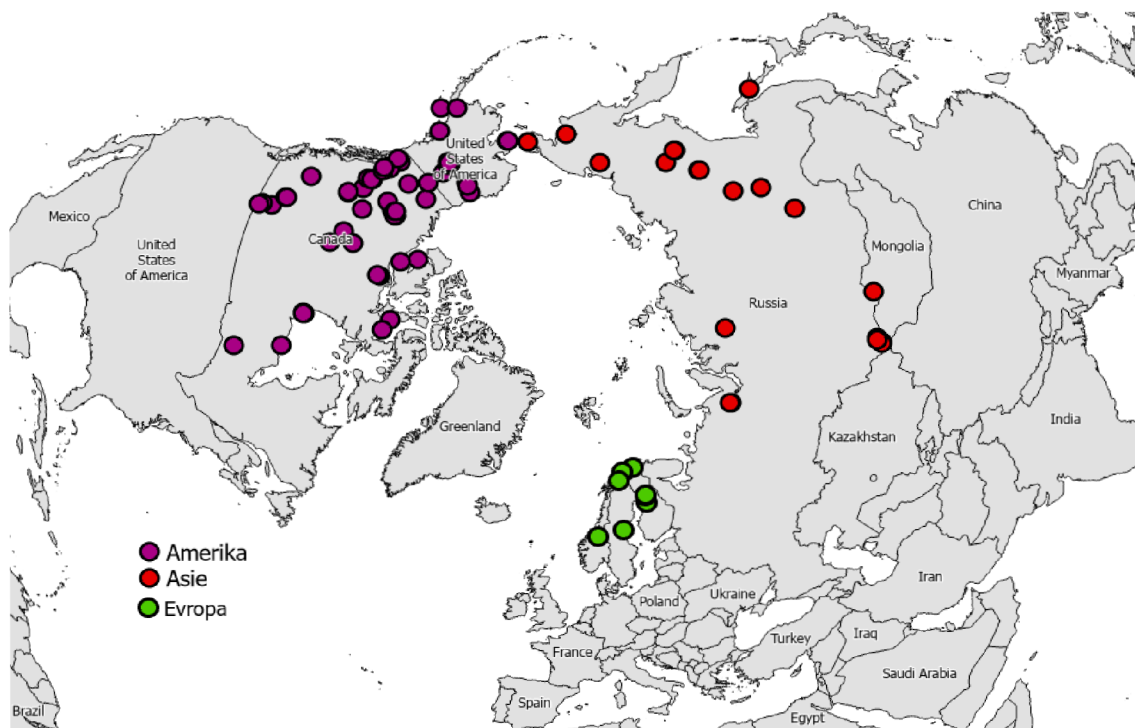 United
States
of America
Mexico
United
States
of America
Canada
China
Mongolia
Myanmar
Russia
India
Greenland
Kazakhstan
Amerika
Asie
Evropa
Iran
Poland
Ukraine
Turkey
Iraq
France
Saudi Arabia
Spain
Brazil
Egypt